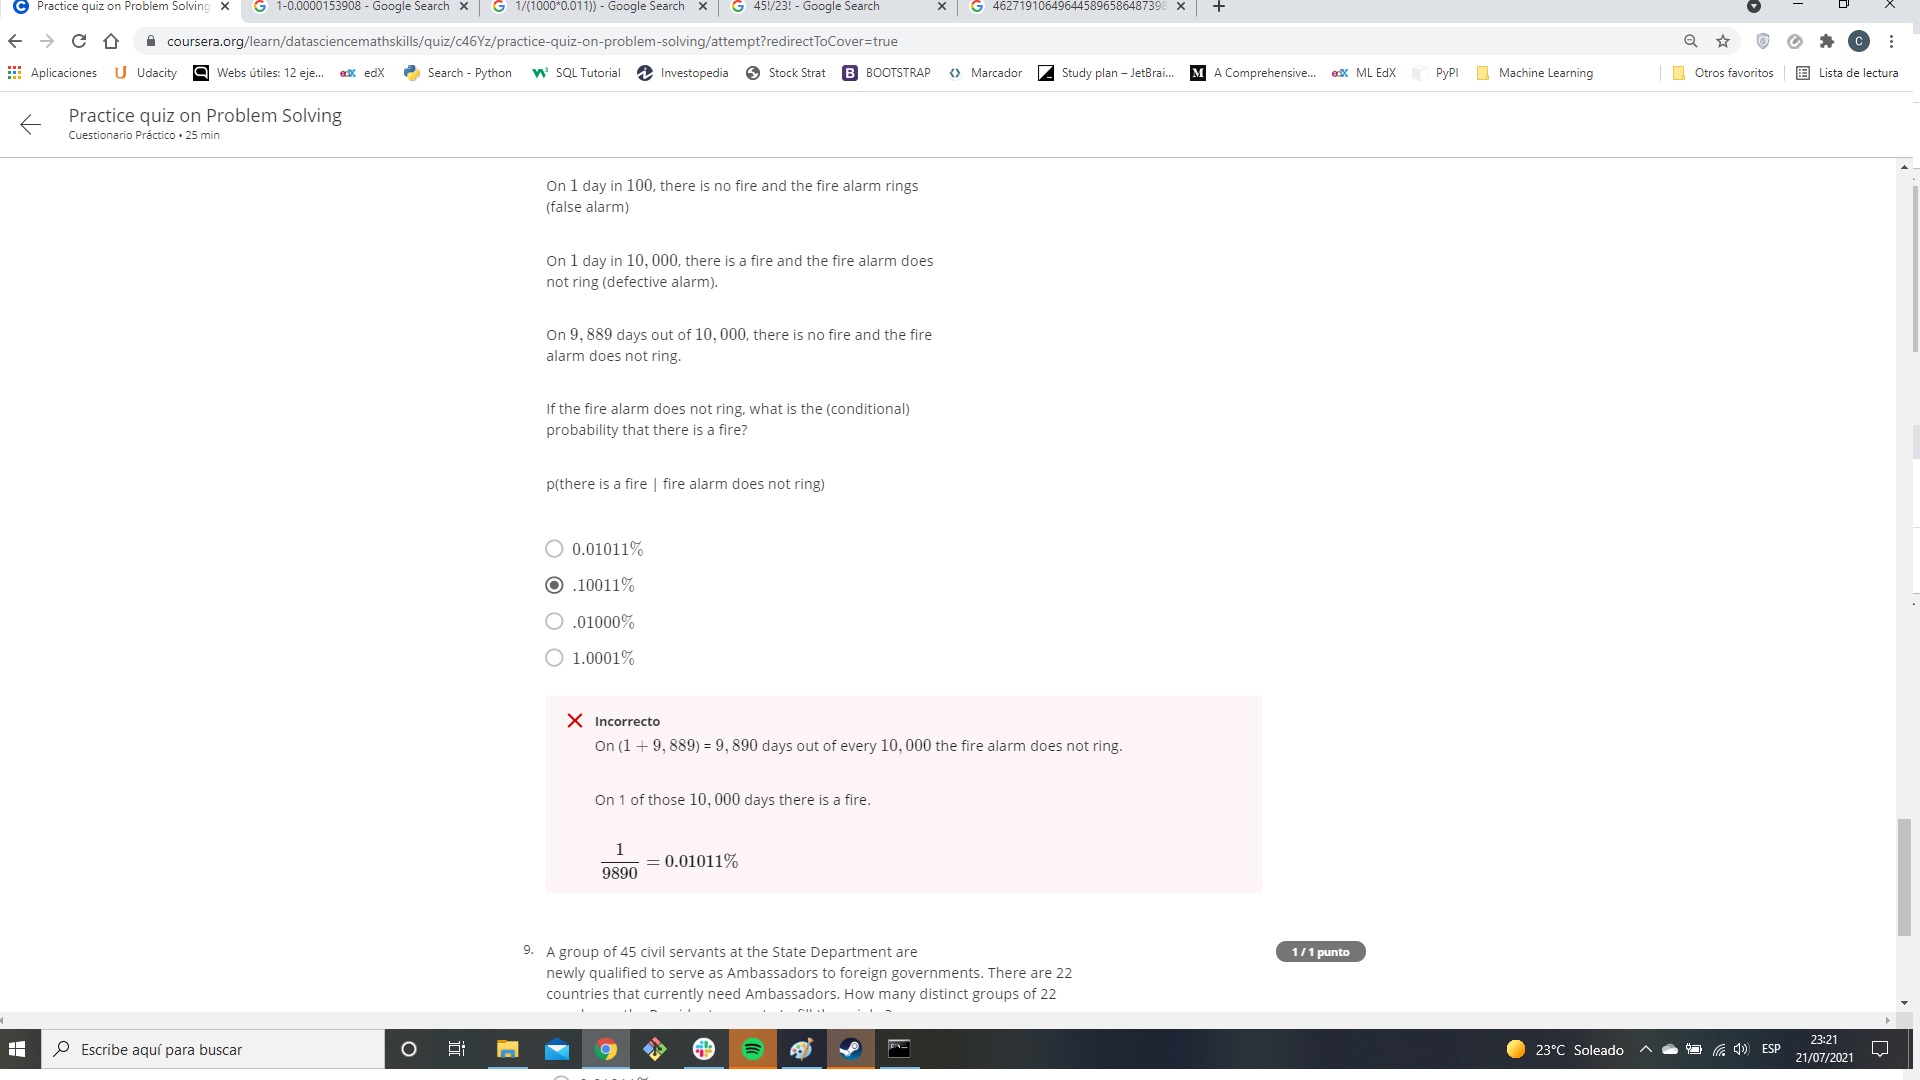 Practice quiz on Problem Solving
1-0.0000153908 - Google Search
1/(1000*0.011)) - Google Search
45!/23! - Google Search
462719106496445896586487398
coursera.org/learn/datasciencemathskills/quiz/c46Yz/practice-quiz-on-problem-solving/attempt?redirectToCover=true
C
Aplicaciones
Udacity
Webs útiles: 12 eje...
edX
Search - Python
SQL Tutorial
Investopedia
Stock Strat
BOOTSTRAP
Marcador
Study plan – JetBrai...
A Comprehensive...
ML EdX
PyPI
Machine Learning
Otros favoritos
Lista de lectura
Practice quiz on Problem Solving
Cuestionario Práctico • 25 min
On 1 day in 100, there is no fire and the fire alarm rings
(false alarm)
On 1 day in 10, 000, there is a fire and the fire alarm does
not ring (defective alarm).
On 9, 889 days out of 10, 000, there is no fire and the fire
alarm does not ring.
If the fire alarm does not ring, what is the (conditional)
probability that there is a fire?
p(there is a fire | fire alarm does not ring)
0.01011%
.10011%
.01000%
1.0001%
Incorrecto
On (1 + 9, 889) = 9, 890 days out of every 10, 000 the fire alarm does not ring.
On 1 of those 10, 000 days there is a fire.
1
9890
= 0.01011%
9. A group of 45 civil servants at the State Department are
1 / 1 punto
newly qualified to serve as Ambassadors to foreign governments. There are 22
countries that currently need Ambassadors. How many distinct groups of 22
Escribe aquí para buscar
23°C Soleado
ESP
23:21
21/07/2021